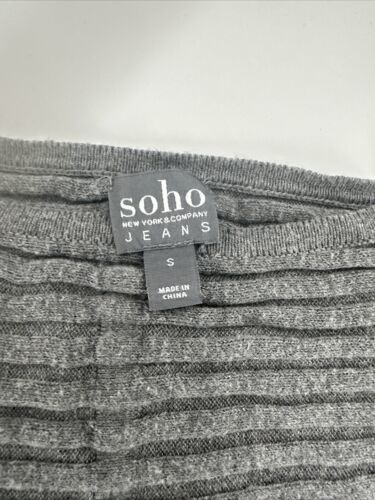 soho
NEW YORK & COMPANY
JEANS
S
MADE IN
CHINA